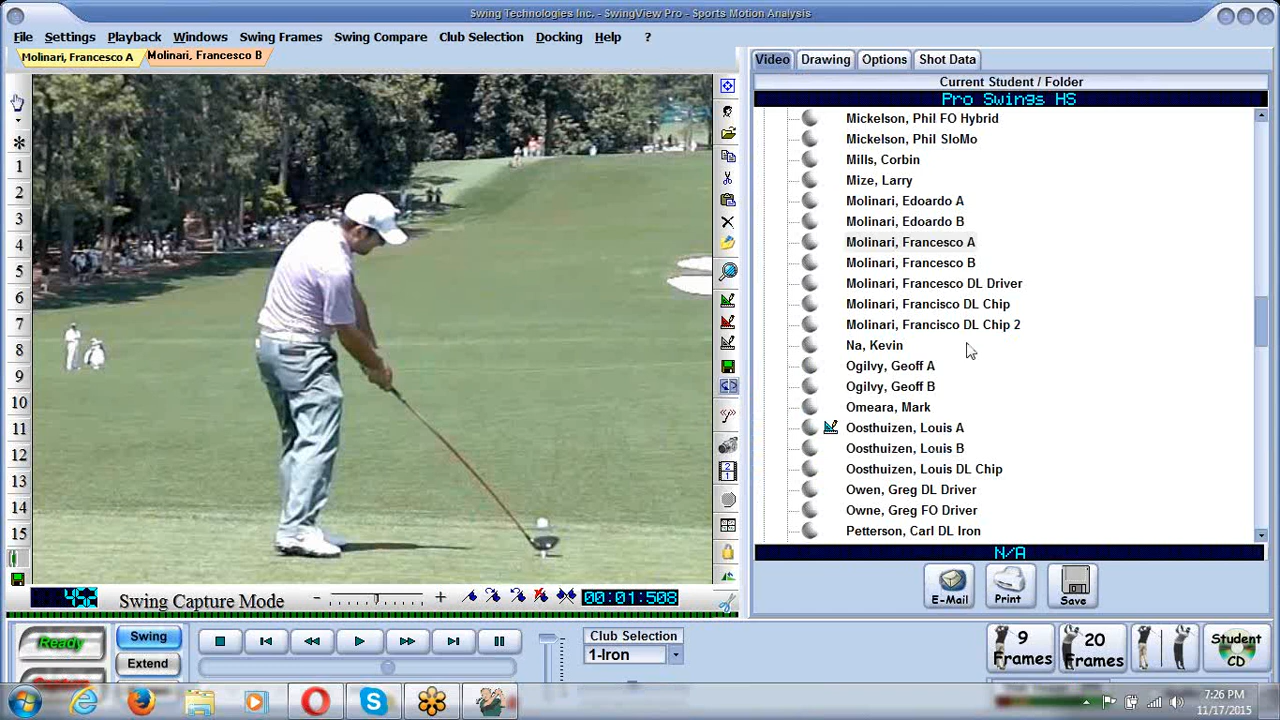 Swing Technologies Inc. - SwingView Pro - Sports Motion Analysis
File Settings Playback Windows Swing Frames Swing Compare Club Selection Docking Help ?
Molinari, Francesco A Molinari, Francesco B
Video Drawing Options Shot Data
Current Student / Folder
Pro Swings HS
Mickelson, Phil FO Hybrid
Mickelson, Phil SloMo
Mills, Corbin
Mize, Larry
Molinari, Edoardo A
Molinari, Edoardo B
Molinari, Francesco A
Molinari, Francesco B
Molinari, Francesco DL Driver
Molinari, Francisco DL Chip
Molinari, Francisco DL Chip 2
Na, Kevin
Ogilvy, Geoff A
Ogilvy, Geoff B
Omeara, Mark
Oosthuizen, Louis A
Oosthuizen, Louis B
Oosthuizen, Louis DL Chip
Owen, Greg DL Driver
Owne, Greg FO Driver
Petterson, Carl DL Iron
N/A
1
2
3
4
5
6
7
8
9
10
11
12
13
14
15
E-Mail Print Save
Swing Capture Mode - + 00:01:508
Ready Swing
Extend
Club Selection
1-Iron
9 Frames
20 Frames
Student CD
7:26 PM
11/17/2015